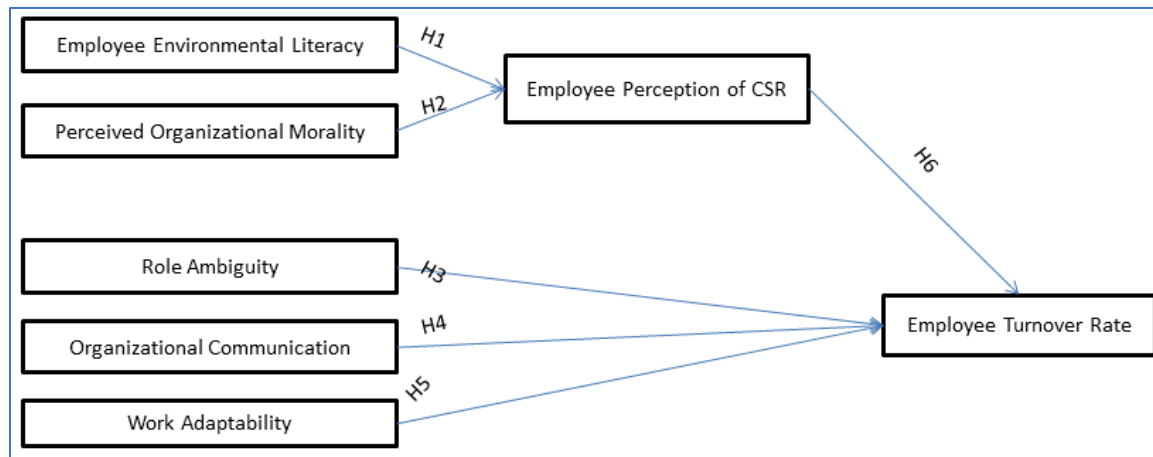 Employee Environmental Literacy
H1
Employee Perception of CSR
H2
Perceived Organizational Morality
H6
Role Ambiguity
H3
Employee Turnover Rate
H4
Organizational Communication
H5
Work Adaptability